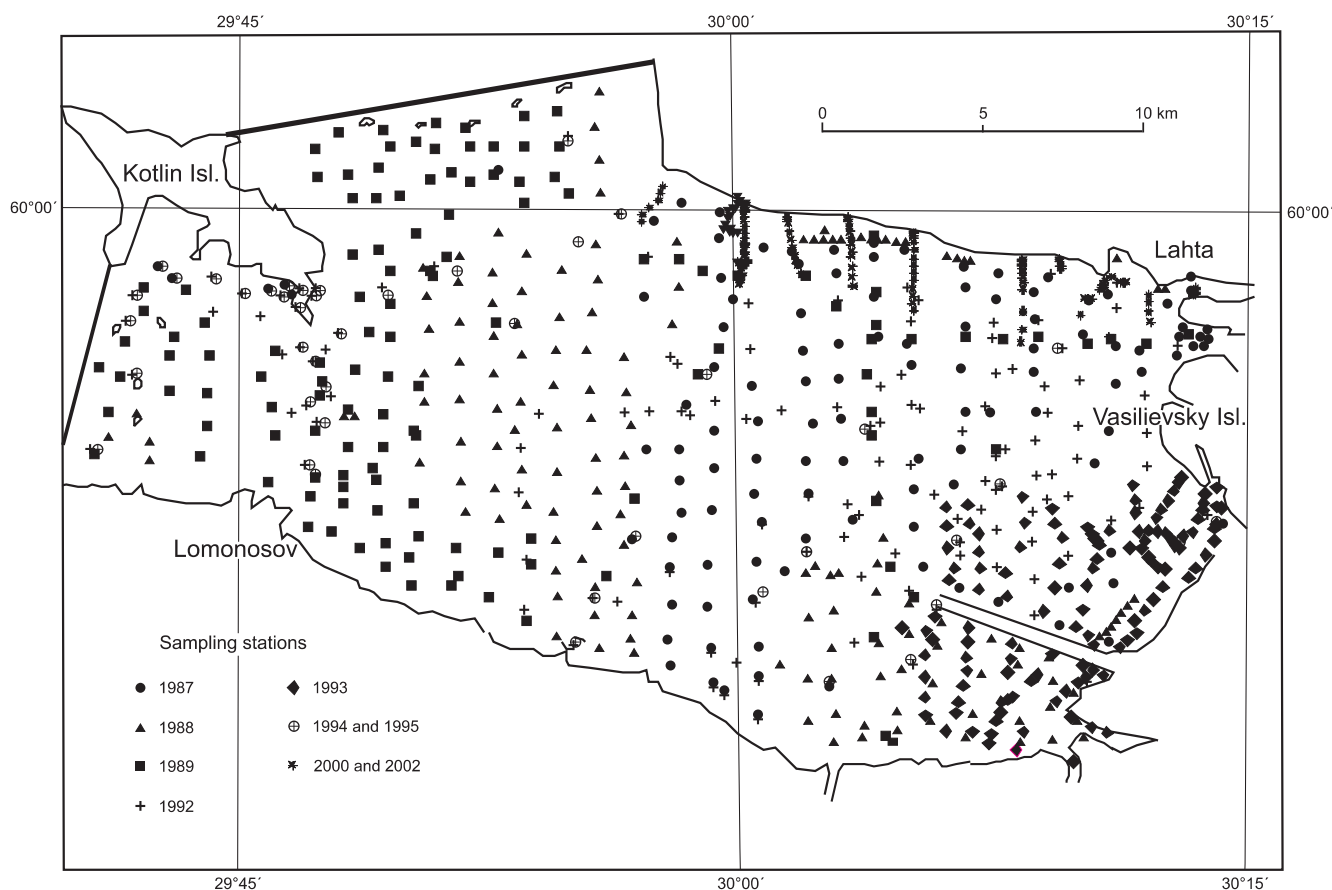 29°45´ 30°00´ 30°15´
0 5 10 km
Kotlin Isl.
60°00´ 60°00´
Lahta
Vasilievsky Isl.
Lomonosov
Sampling stations
1987 1993
1988 1994 and 1995
1989 2000 and 2002
1992
29°45´ 30°00´ 30°15´